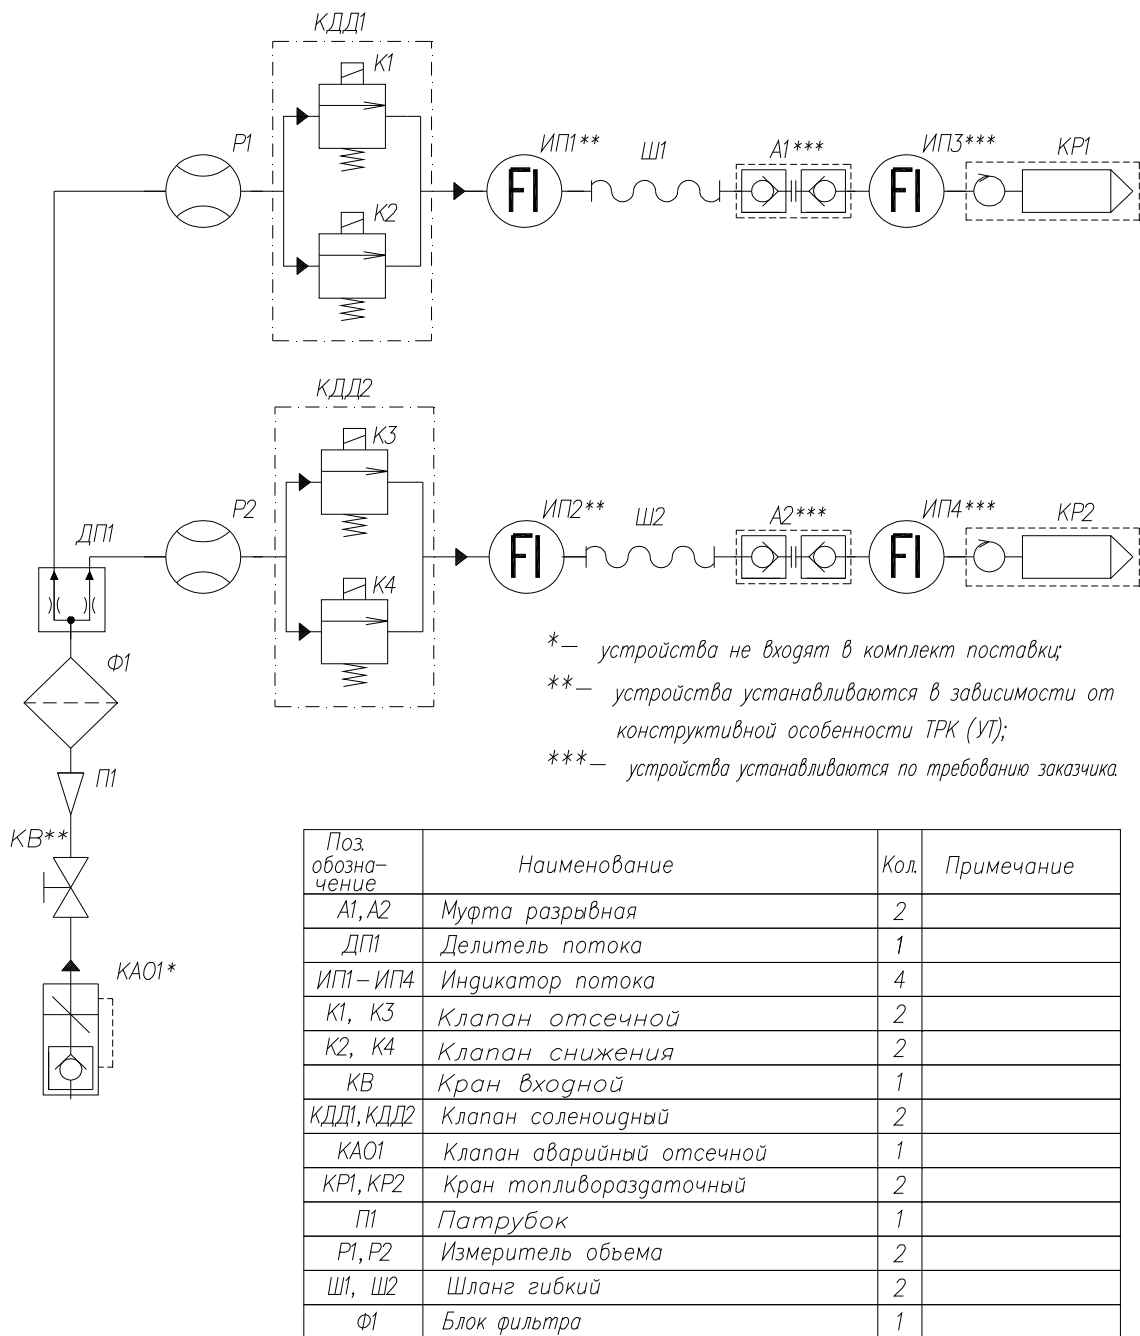 КДД1
К1
Р1
ИП1**
Ш1
А1***
ИП3***
КР1
FI
FI
К2
КДД2
К3
Р2
ИП2**
Ш2
А2***
ИП4***
КР2
ДП1
FI
FI
К4
Ф1
*— устройства не входят в комплект поставки;
**— устройства устанавливаются в зависимости от
конструктивной особенности ТРК (УТ);
***— устройства устанавливаются по требованию заказчика.
П1
КВ**
КАО1*
Поз. обозна-чение Наименование Кол. Примечание
А1, А2 Муфта разрывная 2
ДП1 Делитель потока 1
ИП1-ИП4 Индикатор потока 4
К1, К3 Клапан отсечной 2
К2, К4 Клапан снижения 2
КВ Кран входной 1
КДД1, КДД2 Клапан соленоидный 2
КАО1 Клапан аварийный отсечной 1
КР1, КР2 Кран топливораздаточный 2
П1 Патрубок 1
Р1, Р2 Измеритель объема 2
Ш1, Ш2 Шланг гибкий 2
Ф1 Блок фильтра 1